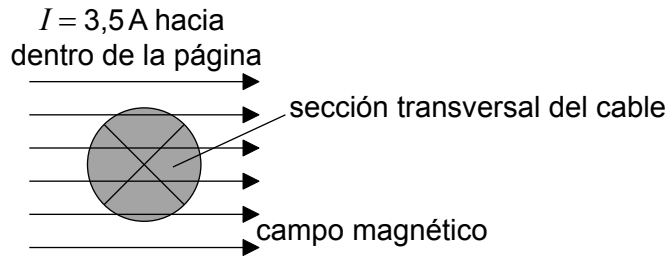 I = 3,5 A hacia
dentro de la página
sección transversal del cable
campo magnético